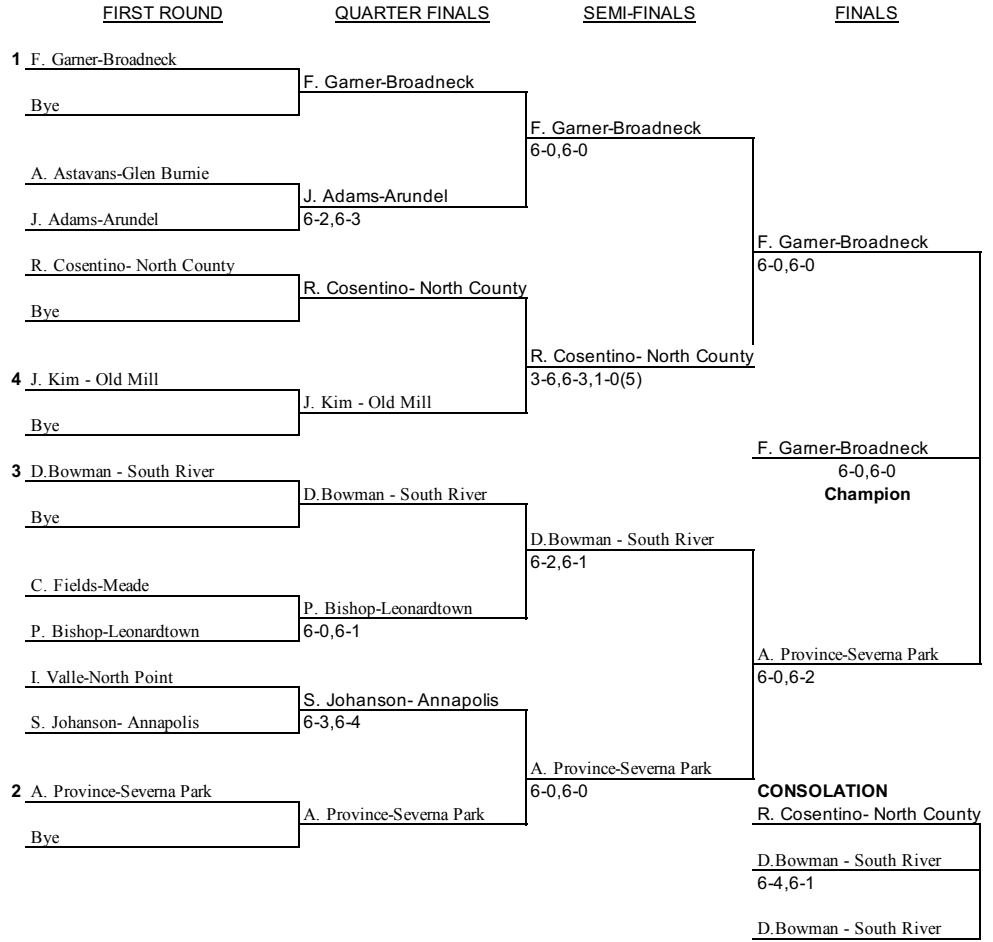 FIRST ROUND QUARTER FINALS SEMI-FINALS FINALS
1 F. Garner-Broadneck
F. Garner-Broadneck
Bye
F. Garner-Broadneck
6-0,6-0
A. Astavans-Glen Burnie
J. Adams-Arundel
J. Adams-Arundel 6-2,6-3
F. Garner-Broadneck
R. Cosentino- North County 6-0,6-0
R. Cosentino- North County
Bye
R. Cosentino- North County
4 J. Kim - Old Mill 3-6,6-3,1-0(5)
J. Kim - Old Mill
Bye
F. Garner-Broadneck
3 D.Bowman - South River 6-0,6-0
D.Bowman - South River Champion
Bye
D.Bowman - South River
6-2,6-1
C. Fields-Meade
P. Bishop-Leonardtown
P. Bishop-Leonardtown 6-0,6-1
A. Province-Severna Park
I. Valle-North Point 6-0,6-2
S. Johanson- Annapolis
S. Johanson- Annapolis 6-3,6-4
A. Province-Severna Park
2 A. Province-Severna Park 6-0,6-0 CONSOLATION
A. Province-Severna Park R. Cosentino- North County
Bye
D.Bowman - South River
6-4,6-1
D.Bowman - South River